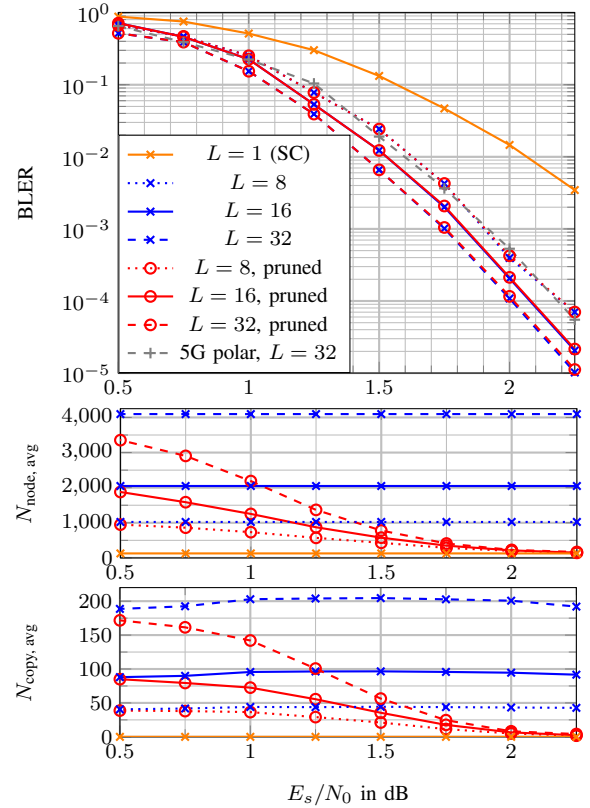 10^0
10^−1
10^−2
10^−3
10^−4
10^−5
BLER
L = 1 (SC)
L = 8
L = 16
L = 32
L = 8, pruned
L = 16, pruned
L = 32, pruned
5G polar, L = 32
0.5 1 1.5 2
4,000
3,000
2,000
1,000
0
N_node, avg
0.5 1 1.5 2
200
150
100
50
0
N_copy, avg
0.5 1 1.5 2
E_s/N_0 in dB